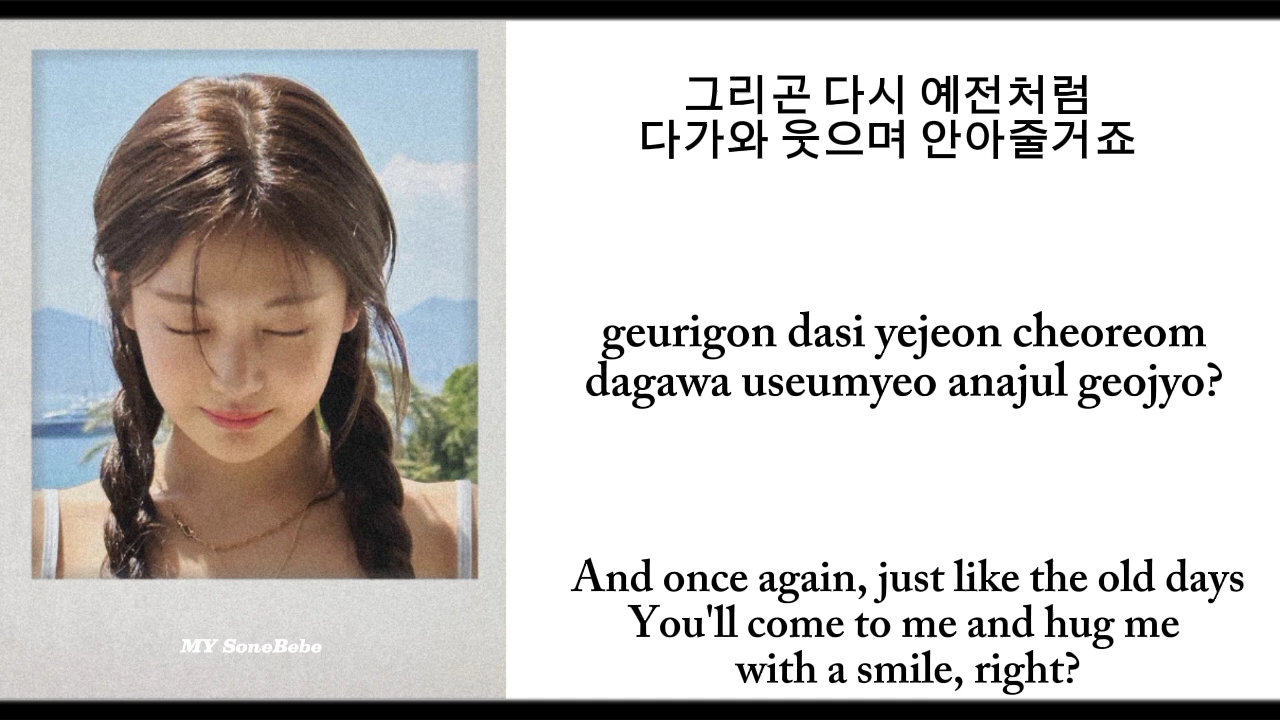 그리곤 다시 예전처럼
다가와 웃으며 안아줄거죠
geurigon dasi yejeon cheoreom
dagawa useumyeo anajul geojyo?
And once again, just like the old days
You'll come to me and hug me
with a smile, right?
MY SoneBebe